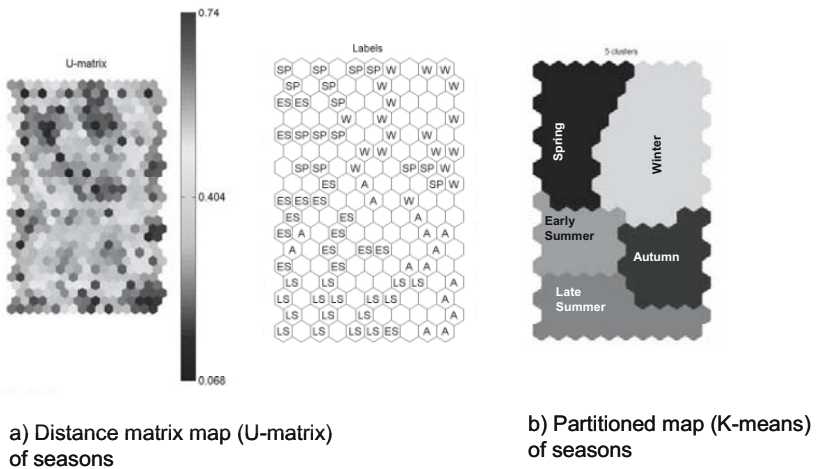 U-matrix
0.74
0.404
0.068
Labels
SP SP SP SP W W W
SP SP W W
ES ES SP W
W W W
ES SP SP SP W W
W W W W
SP SP W SP SP W
ES A SP W
ES ES ES A W
ES ES A
ES A ES A A
A ES ES ES A
ES ES A A
LS LS LS LS A
LS LS LS LS LS A
LS LS LS A
LS LS LS LS ES A A
5 clusters
Spring
Winter
Early
Summer
Autumn
Late
Summer
a) Distance matrix map (U-matrix)
of seasons
b) Partitioned map (K-means)
of seasons